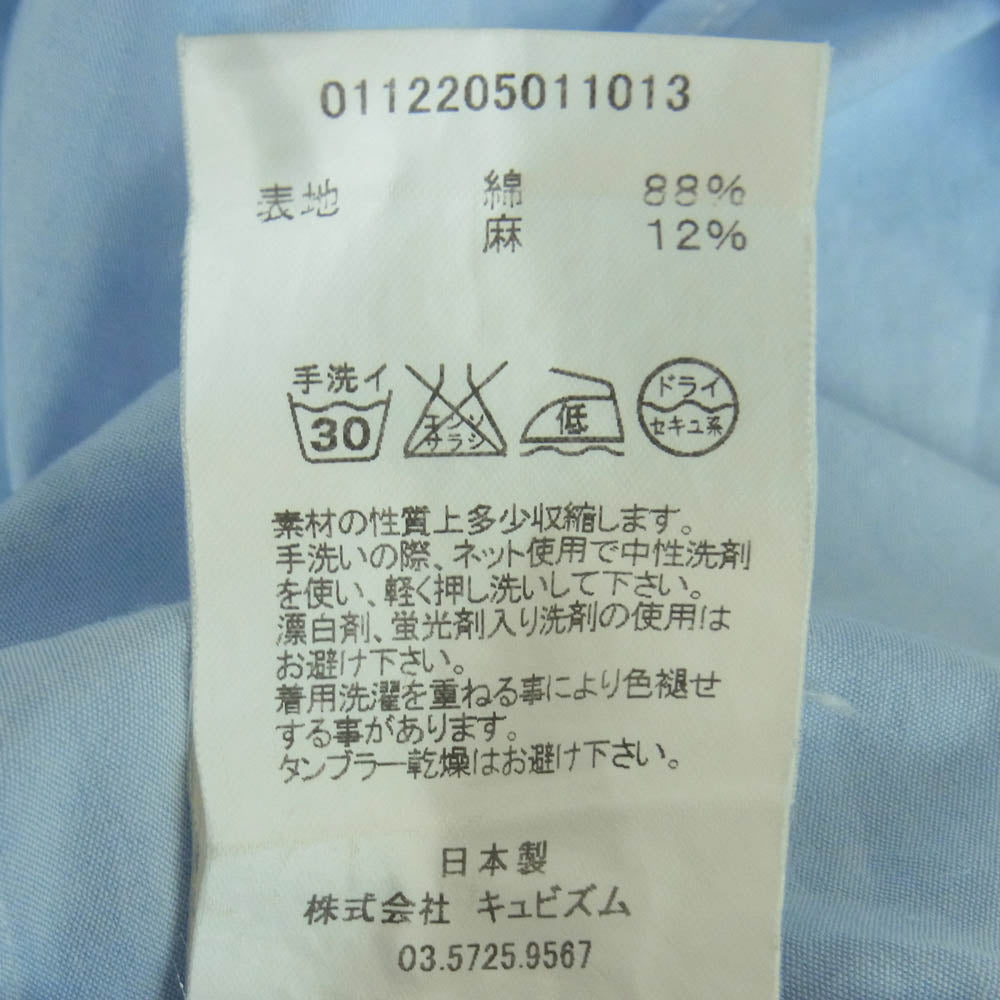 0112205011013
表地 綿 88%
麻 12%
手洗イ
30 エンソ サラシ 低 ドライ セキユ系
素材の性質上多少収縮します。
手洗いの際、ネット使用で中性洗剤
を使い、軽く押し洗いして下さい。
漂白剤、蛍光剤入り洗剤の使用は
お避け下さい。
着用洗濯を重ねる事により色褪せ
する事があります。
タンブラー乾燥はお避け下さい。
日本製
株式会社 キュビズム
03.5725.9567